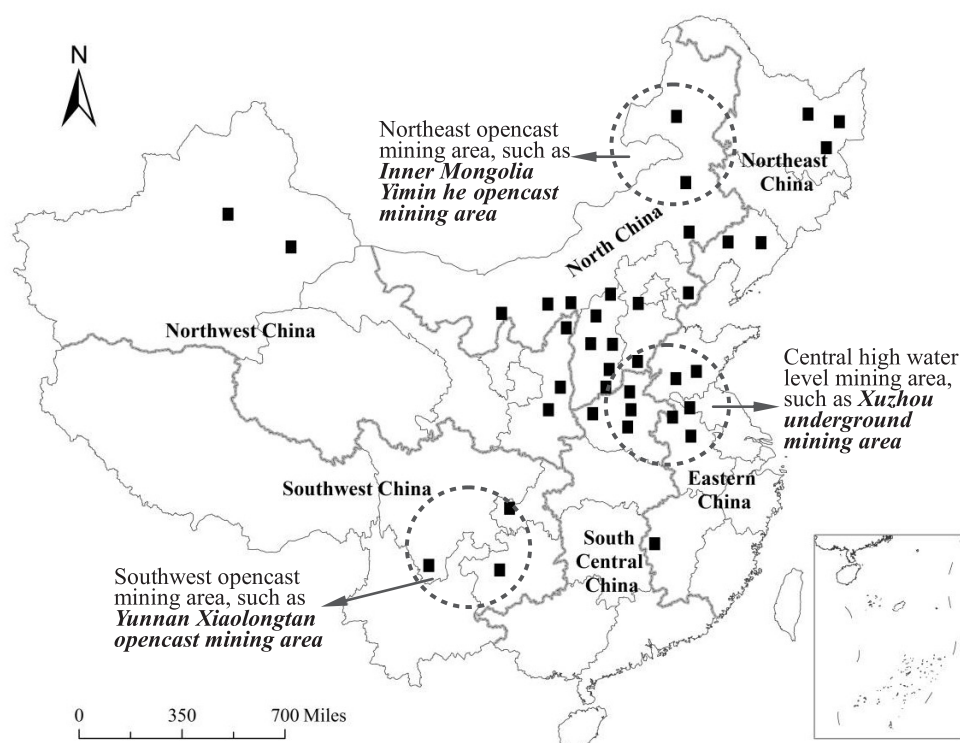 N
Northeast opencast
mining area, such as
Inner Mongolia
Yimin he opencast
mining area
Northeast
China
North China
Northwest China
Central high water
level mining area,
such as Xuzhou
underground
mining area
Southwest China
Eastern
China
South
Central
China
Southwest opencast
mining area, such as
Yunnan Xiaolongtan
opencast mining area
0 350 700 Miles